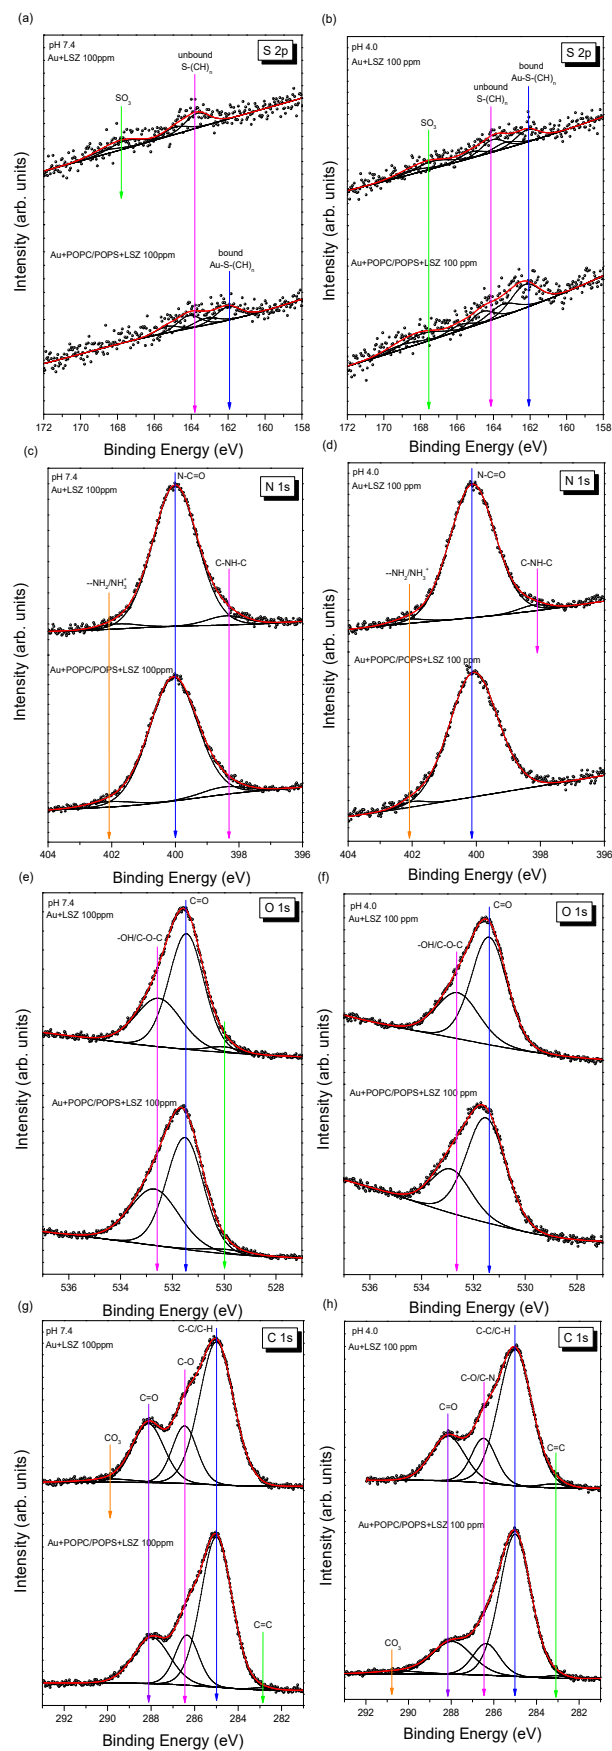 (a)
pH 7.4
Au+LSZ 100ppm
S 2p
unbound
S-(CH)n
SO3
bound
Au-S-(CH)n
Au+POPC/POPS+LSZ 100ppm
Intensity (arb. units)
172 170 168 166 164 162 160 158
Binding Energy (eV)
(b)
pH 4.0
Au+LSZ 100 ppm
S 2p
bound
Au-S-(CH)n
unbound
S-(CH)n
SO3
Au+POPC/POPS+LSZ 100 ppm
Intensity (arb. units)
172 170 168 166 164 162 160 158
Binding Energy (eV)
(c)
pH 7.4
Au+LSZ 100ppm
N-C=O
N 1s
--NH2/NH3+
C-NH-C
Au+POPC/POPS+LSZ 100ppm
Intensity (arb. units)
404 402 400 398 396
Binding Energy (eV)
(d)
pH 4.0
Au+LSZ 100 ppm
N-C=O
N 1s
--NH2/NH3+
C-NH-C
Au+POPC/POPS+LSZ 100 ppm
Intensity (arb. units)
404 402 400 398 396
Binding Energy (eV)
(e)
pH 7.4
Au+LSZ 100ppm
C=O
O 1s
-OH/C-O-C
Au+POPC/POPS+LSZ 100ppm
Intensity (arb. units)
536 534 532 530 528
Binding Energy (eV)
(f)
pH 4.0
Au+LSZ 100 ppm
C=O
O 1s
-OH/C-O-C
Au+POPC/POPS+LSZ 100 ppm
Intensity (arb. units)
536 534 532 530 528
Binding Energy (eV)
(g)
pH 7.4
Au+LSZ 100ppm
C-C/C-H
C 1s
C-O
C=O
CO3
Au+POPC/POPS+LSZ 100ppm
C=C
Intensity (arb. units)
292 290 288 286 284 282
Binding Energy (eV)
(h)
pH 4.0
Au+LSZ 100 ppm
C-C/C-H
C 1s
C-O/C-N
C=O
C=C
Au+POPC/POPS+LSZ 100 ppm
CO3
Intensity (arb. units)
292 290 288 286 284 282
Binding Energy (eV)